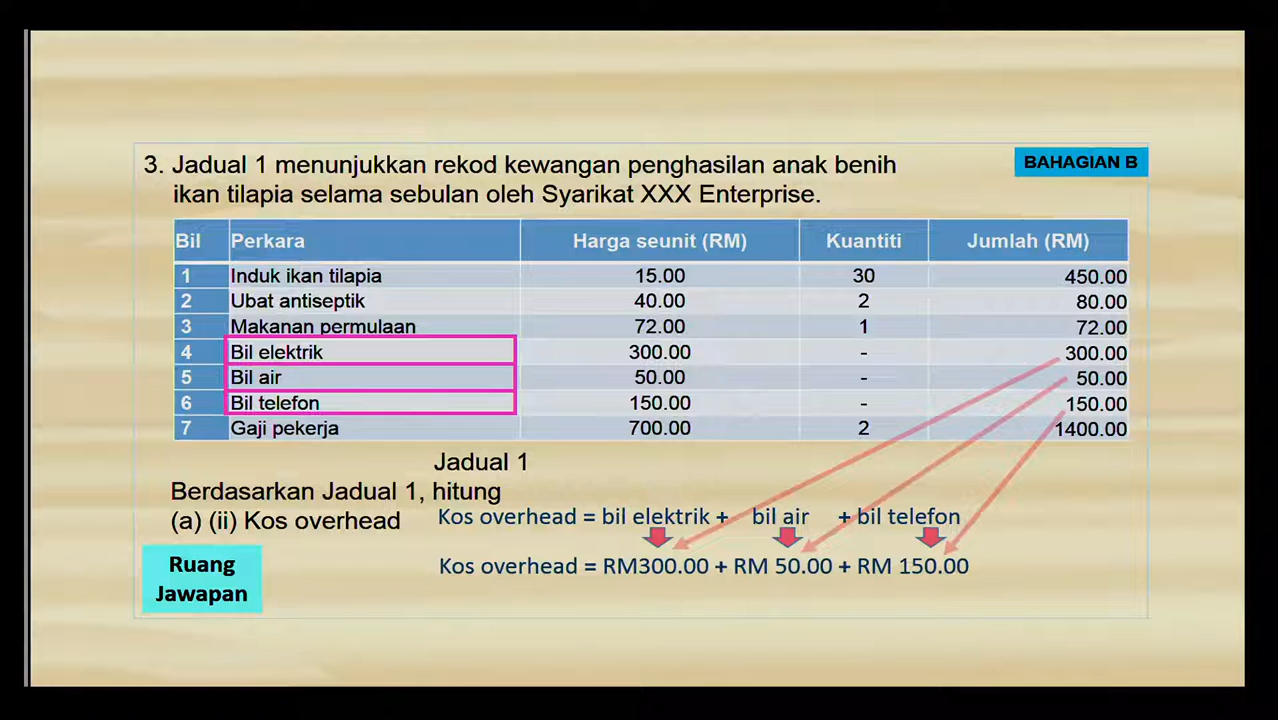 3. Jadual 1 menunjukkan rekod kewangan penghasilan anak benih
ikan tilapia selama sebulan oleh Syarikat XXX Enterprise.
BAHAGIAN B
Bil Perkara Harga seunit (RM) Kuantiti Jumlah (RM)
1 Induk ikan tilapia 15.00 30 450.00
2 Ubat antiseptik 40.00 2 80.00
3 Makanan permulaan 72.00 1 72.00
4 Bil elektrik 300.00 - 300.00
5 Bil air 50.00 - 50.00
6 Bil telefon 150.00 - 150.00
7 Gaji pekerja 700.00 2 1400.00
Jadual 1
Berdasarkan Jadual 1, hitung
(a) (ii) Kos overhead
Kos overhead = bil elektrik + bil air + bil telefon
Kos overhead = RM300.00 + RM 50.00 + RM 150.00
Ruang
Jawapan